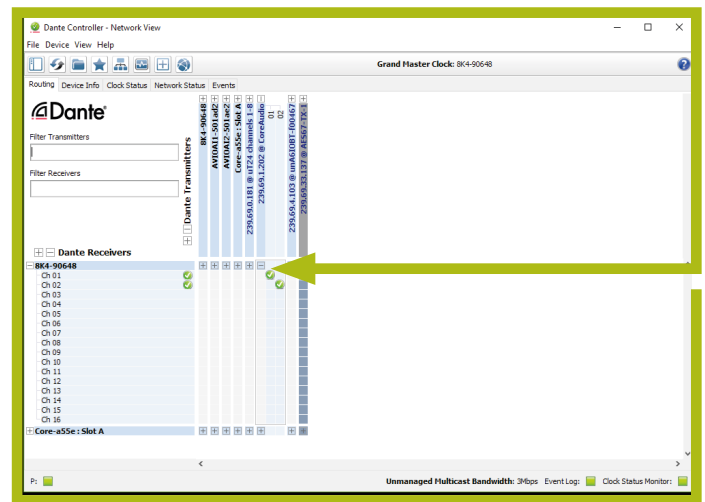 Dante Controller - Network View
File Device View Help
Grand Master Clock: 8K4-90648
Routing Device Info Clock Status Network Status Events
Dante
Filter Transmitters
Filter Receivers
Dante Transmitters
8K4-90648
AVIDAI1-501ad2
AVIDAI2-501ae2
Core-a55e : Slot A
239.69.0.181 @ uT24 channels 1-8
239.69.1.202 @ CoreAudio
01
02
239.69.4.103 @ unA6IO8T-f00467
239.69.33.137 @ AES67-TX-1
Dante Receivers
8K4-90648
Ch 01
Ch 02
Ch 03
Ch 04
Ch 05
Ch 06
Ch 07
Ch 08
Ch 09
Ch 10
Ch 11
Ch 12
Ch 13
Ch 14
Ch 15
Ch 16
Core-a55e : Slot A
P:
Unmanaged Multicast Bandwidth: 3Mbps Event Log: Clock Status Monitor: